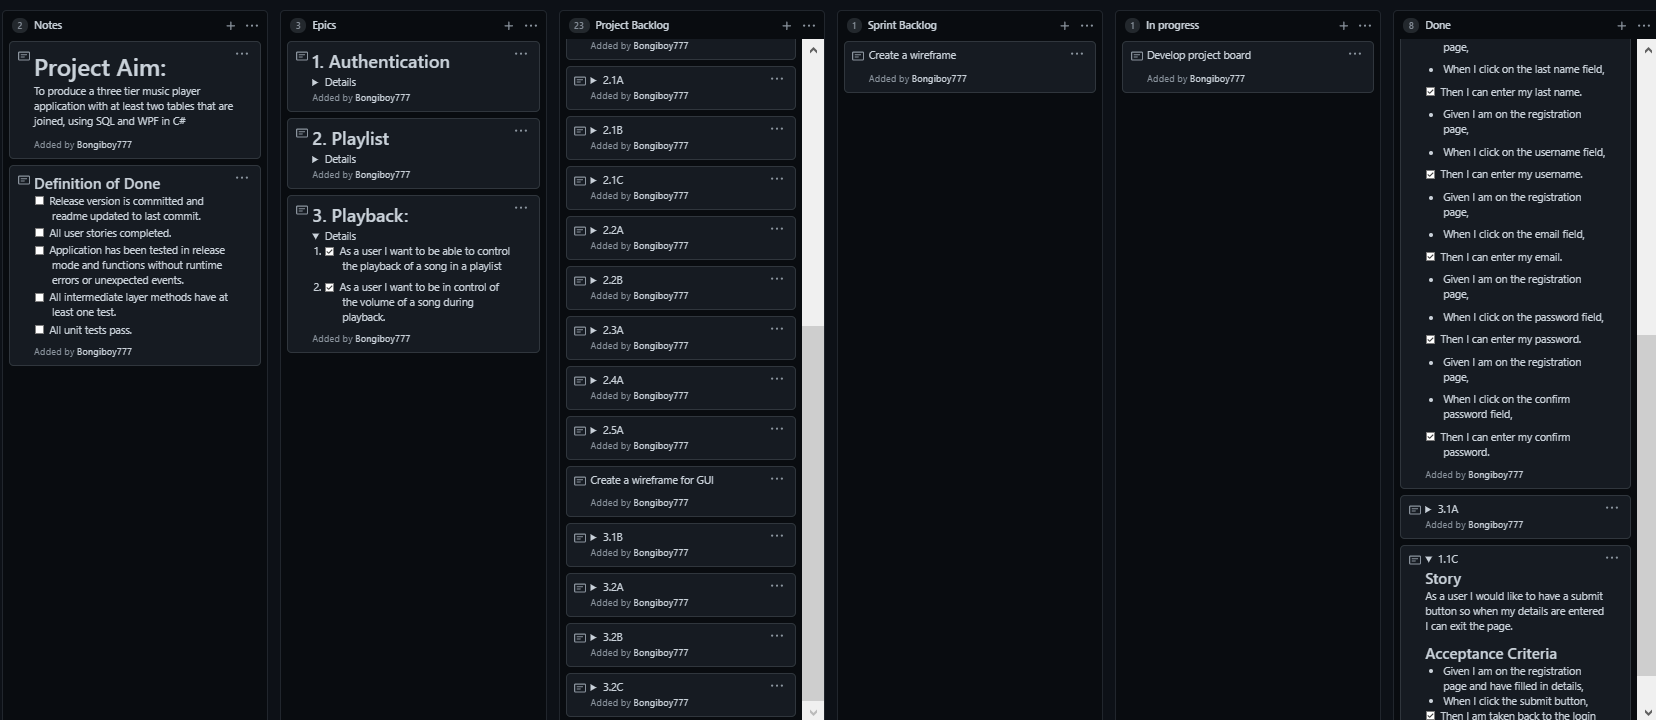 2 Notes
Project Aim:
To produce a three tier music player
application with at least two tables that are
joined, using SQL and WPF in C#
Added by Bongiboy777
Definition of Done
Release version is committed and
readme updated to last commit.
All user stories completed.
Application has been tested in release
mode and functions without runtime
errors or unexpected events.
All intermediate layer methods have at
least one test.
All unit tests pass.
Added by Bongiboy777
3 Epics
1. Authentication
Details
Added by Bongiboy777
2. Playlist
Details
Added by Bongiboy777
3. Playback:
Details
1. As a user I want to be able to control
the playback of a song in a playlist
2. As a user I want to be in control of
the volume of a song during
playback.
Added by Bongiboy777
23 Project Backlog
Added by Bongiboy777
2.1A
Added by Bongiboy777
2.1B
Added by Bongiboy777
2.1C
Added by Bongiboy777
2.2A
Added by Bongiboy777
2.2B
Added by Bongiboy777
2.3A
Added by Bongiboy777
2.4A
Added by Bongiboy777
2.5A
Added by Bongiboy777
Create a wireframe for GUI
Added by Bongiboy777
3.1B
Added by Bongiboy777
3.2A
Added by Bongiboy777
3.2B
Added by Bongiboy777
3.2C
Added by Bongiboy777
1 Sprint Backlog
Create a wireframe
Added by Bongiboy777
1 In progress
Develop project board
Added by Bongiboy777
8 Done
page,
When I click on the last name field,
Then I can enter my last name.
Given I am on the registration
page,
When I click on the username field,
Then I can enter my username.
Given I am on the registration
page,
When I click on the email field,
Then I can enter my email.
Given I am on the registration
page,
When I click on the password field,
Then I can enter my password.
Given I am on the registration
page,
When I click on the confirm
password field,
Then I can enter my confirm
password.
Added by Bongiboy777
3.1A
Added by Bongiboy777
1.1C
Story
As a user I would like to have a submit
button so when my details are entered
I can exit the page.
Acceptance Criteria
Given I am on the registration
page and have filled in details,
When I click the submit button,
Then I am taken back to the login